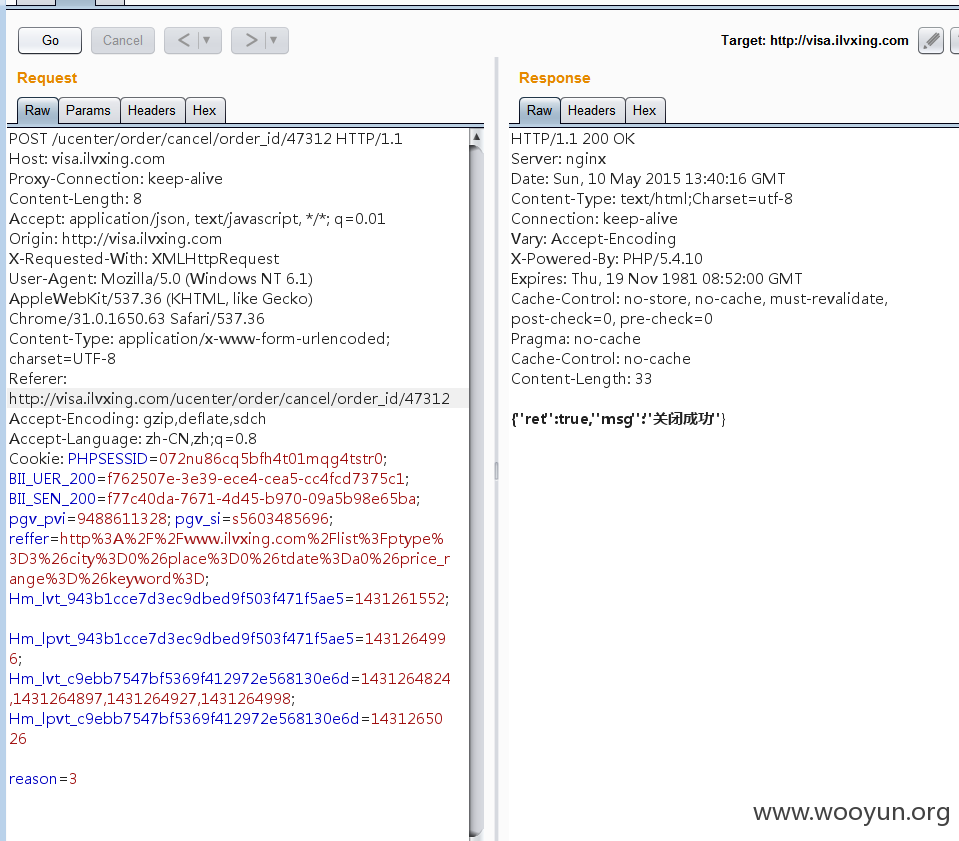 Go
Cancel
<
>
Target: http://visa.ilvxing.com
Request
Raw
Params
Headers
Hex
POST /ucenter/order/cancel/order_id/47312 HTTP/1.1
Host: visa.ilvxing.com
Proxy-Connection: keep-alive
Content-Length: 8
Accept: application/json, text/javascript, */*; q=0.01
Origin: http://visa.ilvxing.com
X-Requested-With: XMLHttpRequest
User-Agent: Mozilla/5.0 (Windows NT 6.1)
AppleWebKit/537.36 (KHTML, like Gecko)
Chrome/31.0.1650.63 Safari/537.36
Content-Type: application/x-www-form-urlencoded;
charset=UTF-8
Referer:
http://visa.ilvxing.com/ucenter/order/cancel/order_id/47312
Accept-Encoding: gzip,deflate,sdch
Accept-Language: zh-CN,zh;q=0.8
Cookie: PHPSESSID=072nu86cq5bfh4t01mqg4tstr0;
BII_UER_200=f762507e-3e39-ece4-cea5-cc4fcd7375c1;
BII_SEN_200=f77c40da-7671-4d45-b970-09a5b98e65ba;
pgv_pvi=9488611328; pgv_si=s5603485696;
reffer=http%3A%2F%2Fwww.ilvxing.com%2Flist%3Fptype%
3D3%26city%3D0%26place%3D0%26tdate%3Da0%26price_r
ange%3D%26keyword%3D;
Hm_lvt_943b1cce7d3ec9dbed9f503f471f5ae5=1431261552;
Hm_lpvt_943b1cce7d3ec9dbed9f503f471f5ae5=143126499
6;
Hm_lvt_c9ebb7547bf5369f412972e568130e6d=1431264824
,1431264897,1431264927,1431264998;
Hm_lpvt_c9ebb7547bf5369f412972e568130e6d=14312650
26
reason=3
Response
Raw
Headers
Hex
HTTP/1.1 200 OK
Server: nginx
Date: Sun, 10 May 2015 13:40:16 GMT
Content-Type: text/html;Charset=utf-8
Connection: keep-alive
Vary: Accept-Encoding
X-Powered-By: PHP/5.4.10
Expires: Thu, 19 Nov 1981 08:52:00 GMT
Cache-Control: no-store, no-cache, must-revalidate,
post-check=0, pre-check=0
Pragma: no-cache
Cache-Control: no-cache
Content-Length: 33
{"ret":true,"msg":"关闭成功"}
www.wooyun.org